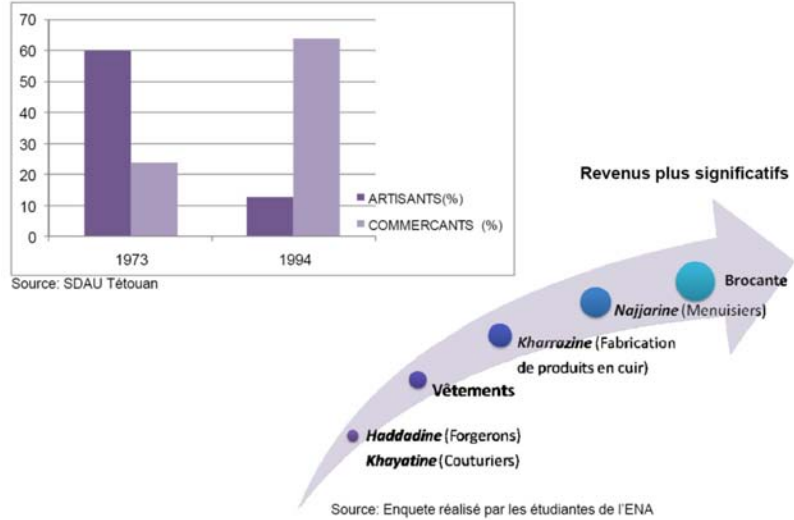 70
60
50
40
30
20
10
0
1973
1994
ARTISANTS(%)
COMMERCANTS (%)
Source: SDAU Tétouan
Revenus plus significatifs
Brocante
Najjarine (Menuisiers)
Kharrazine (Fabrication
de produits en cuir)
Vêtements
Haddadine (Forgerons)
Khayatine (Couturiers)
Source: Enquete réalisé par les étudiantes de l'ENA